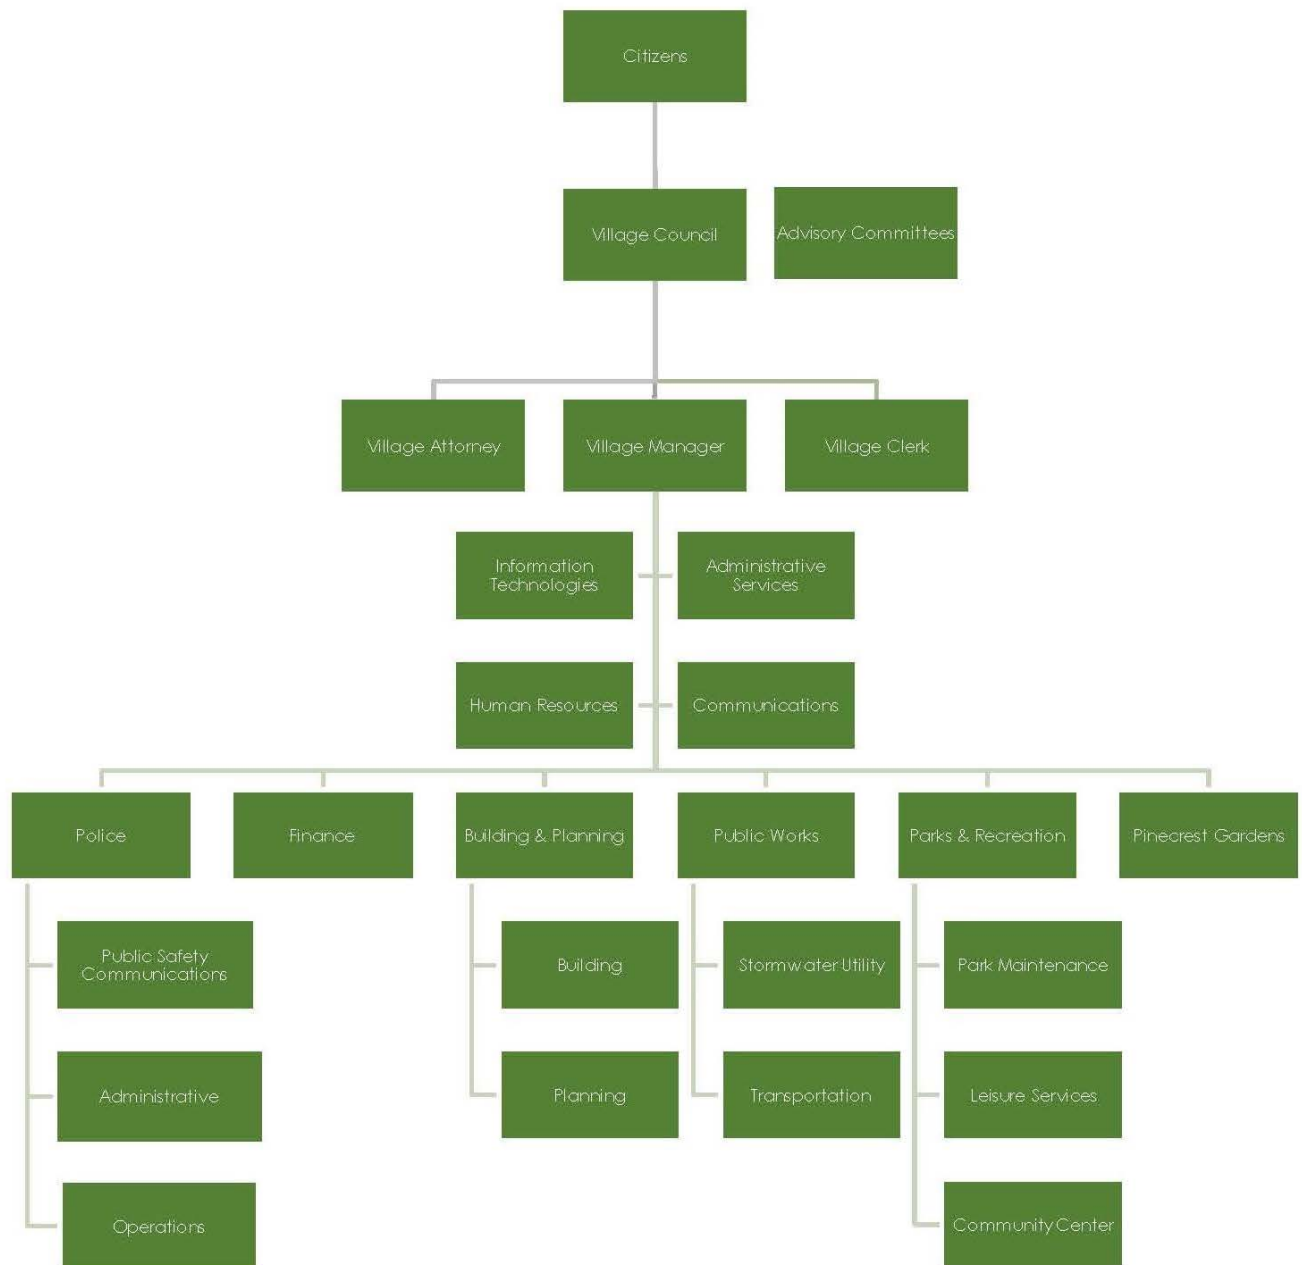 Citizens
Village Council
Advisory Committees
Village Attorney
Village Manager
Village Clerk
Information
Technologies
Administrative
Services
Human Resources
Communications
Police
Finance
Building & Planning
Public Works
Parks & Recreation
Pinecrest Gardens
Public Safety
Communications
Building
Stormwater Utility
Park Maintenance
Administrative
Planning
Transportation
Leisure Services
Operations
Community Center